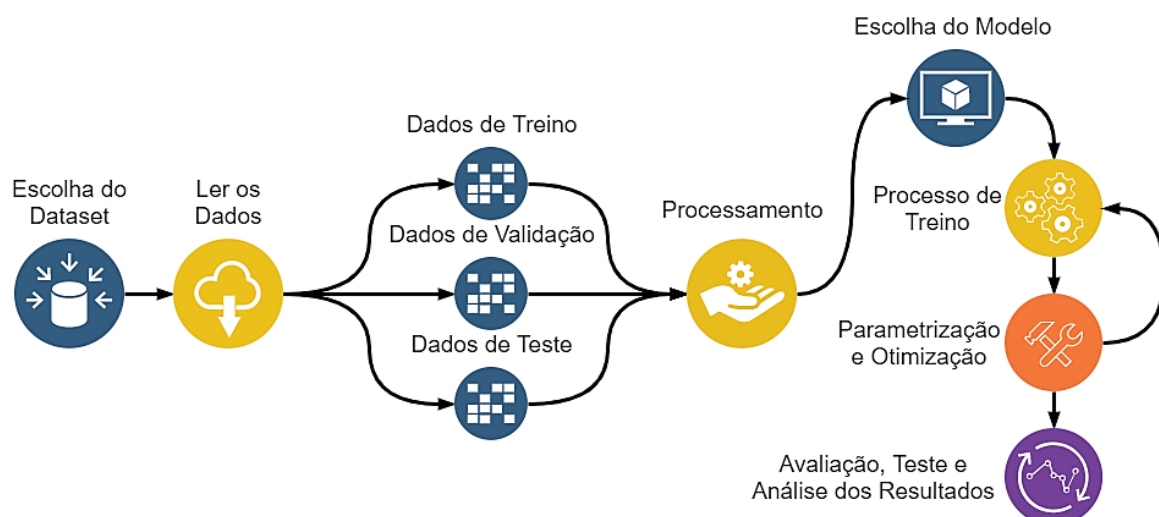 Escolha do
Dataset
Ler os
Dados
Dados de Treino
Dados de Validação
Dados de Teste
Processamento
Escolha do Modelo
Processo de
Treino
Parametrização
e Otimização
Avaliação, Teste e
Análise dos Resultados